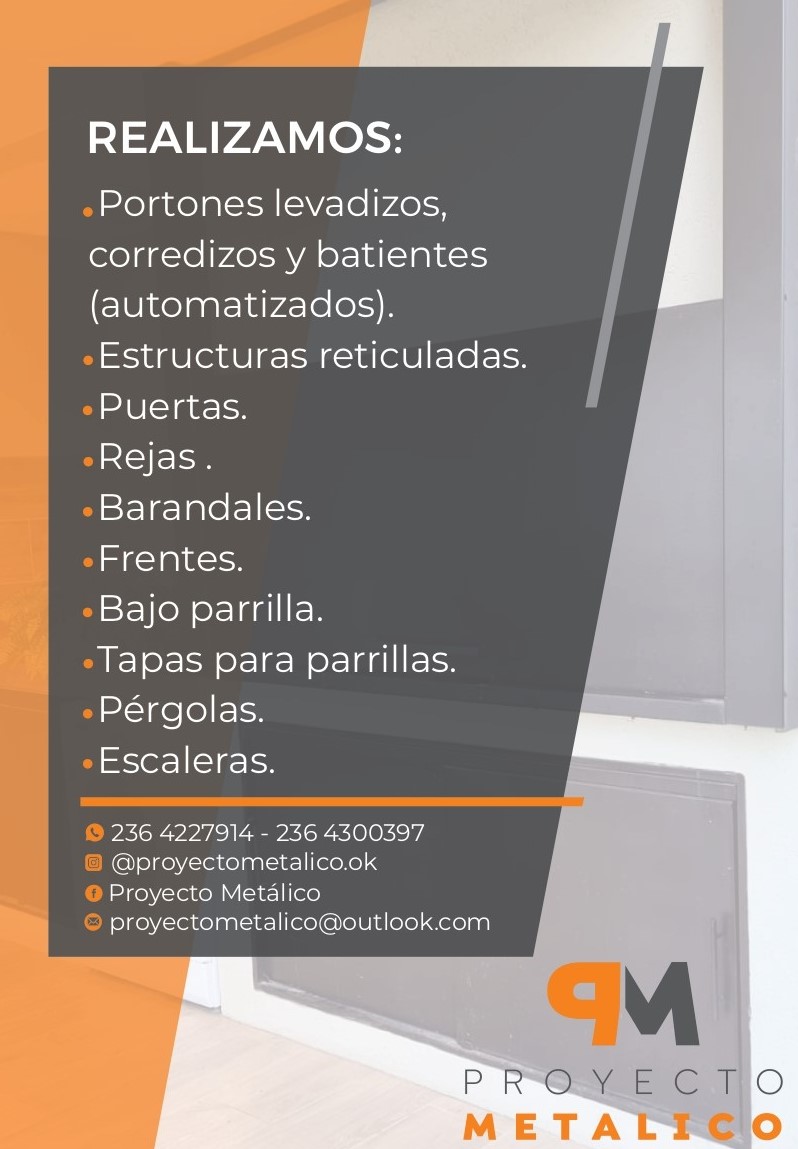 REALIZAMOS:
•Portones levadizos,
corredizos y batientes
(automatizados).
•Estructuras reticuladas.
•Puertas.
•Rejas .
•Barandales.
•Frentes.
•Bajo parrilla.
•Tapas para parrillas.
•Pérgolas.
•Escaleras.
236 4227914 - 236 4300397
@proyectometalico.ok
Proyecto Metálico
proyectometalico@outlook.com
PM
PROYECTO
METALICO